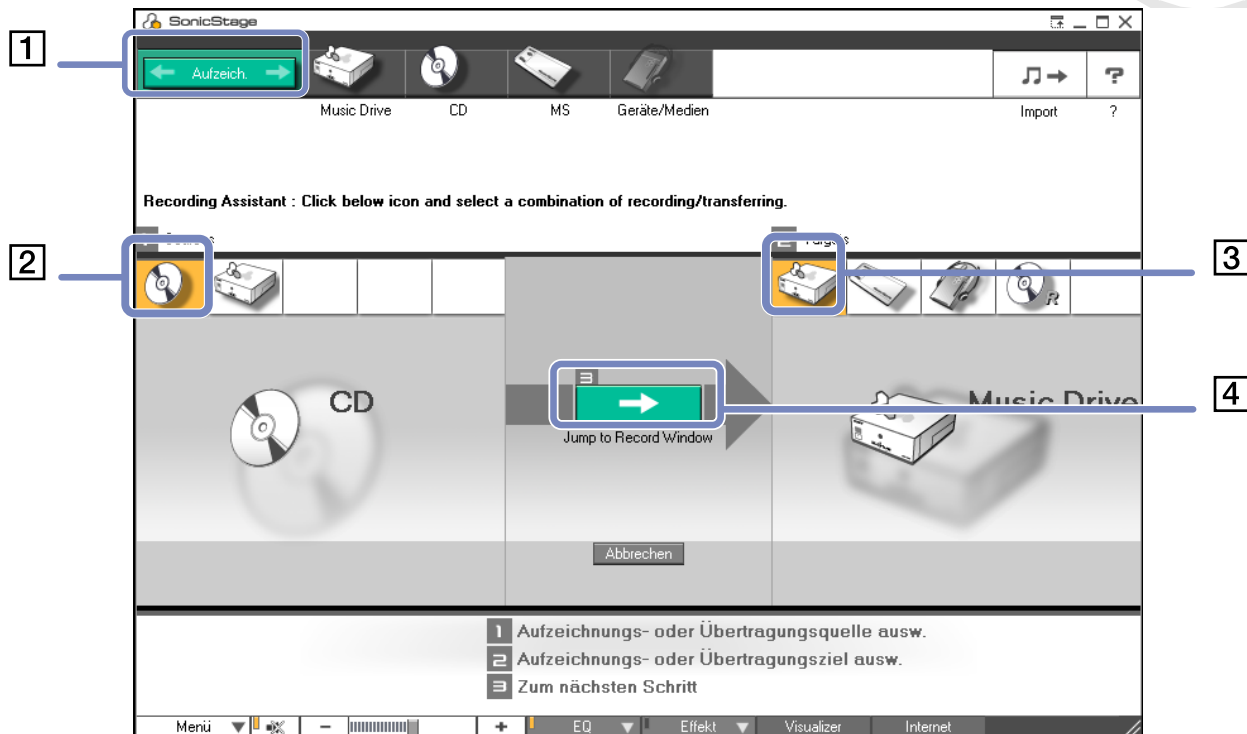 SonicStage
1
Aufzeich.
Music Drive
CD
MS
Geräte/Medien
Import
?
?
Recording Assistant : Click below icon and select a combination of recording/transferring.
2
2
3
R
CD
3
Music Drive
4
Jump to Record Window
Abbrechen
1 Aufzeichnungs- oder Übertragungsquelle ausw.
2 Aufzeichnungs- oder Übertragungsziel ausw.
3 Zum nächsten Schritt
Menü
−
+
EQ
Effekt
Visualizer
Internet